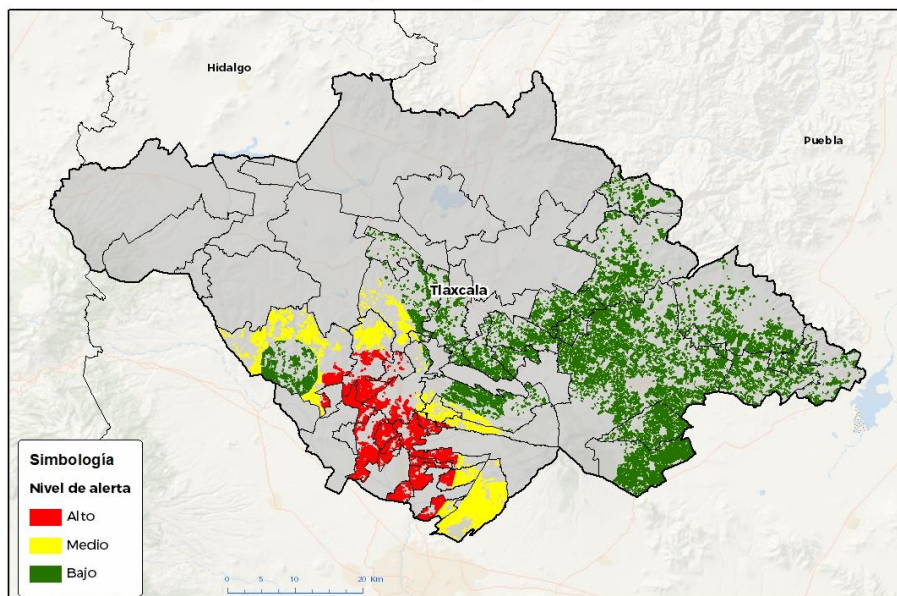 Hidalgo
Puebla
Tlaxcala
Simbología
Nivel de alerta
Alto
Medio
Bajo
0 5 10 20 Km